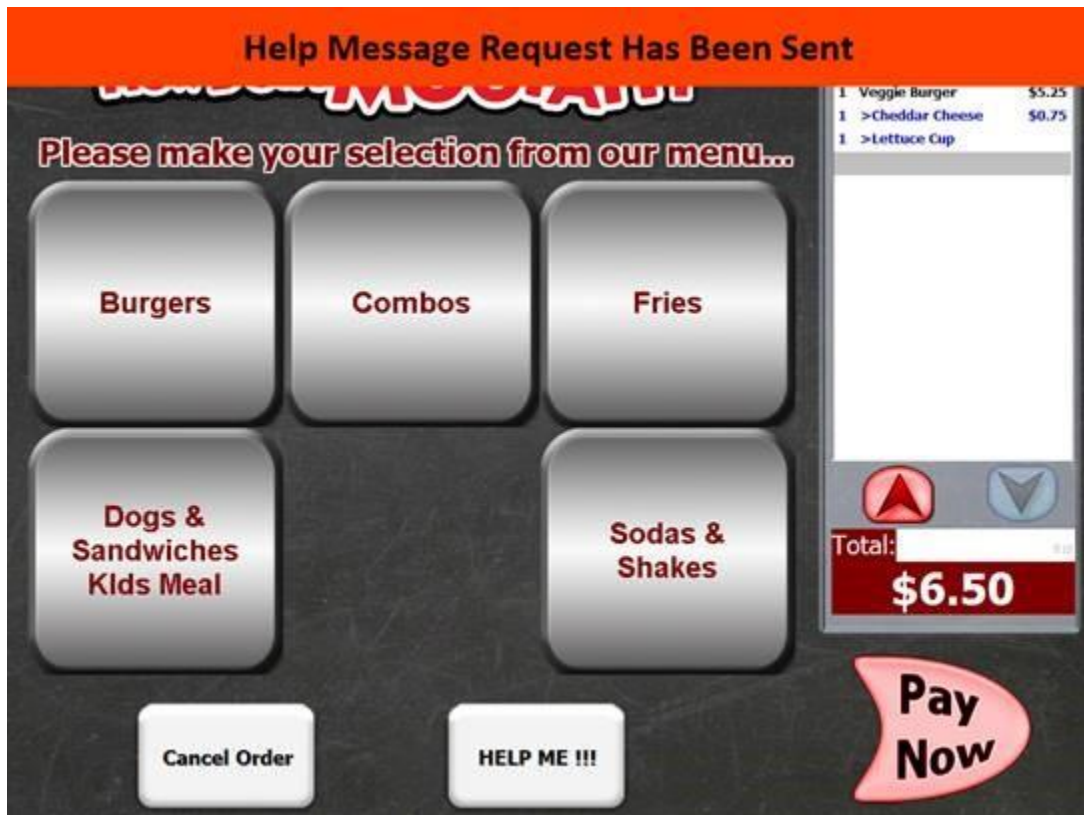 Help Message Request Has Been Sent
Please make your selection from our menu...
1 Veggie Burger $5.25
1 >Cheddar Cheese $0.75
1 >Lettuce Cup
Burgers
Combos
Fries
Dogs &
Sandwiches
KIds Meal
Sodas &
Shakes
Total:
$6.50
Cancel Order
HELP ME !!!
Pay
Now